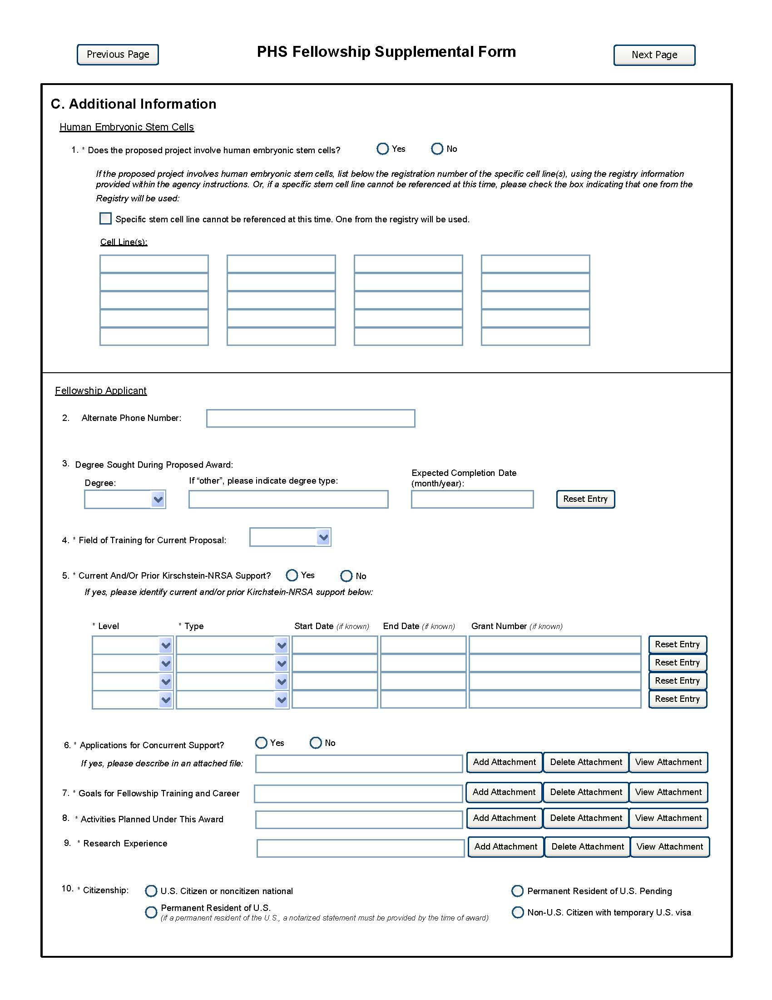 Previous Page
PHS Fellowship Supplemental Form
Next Page
C. Additional Information
Human Embryonic Stem Cells
1. * Does the proposed project involve human embryonic stem cells? Yes No
If the proposed project involves human embryonic stem cells, list below the registration number of the specific cell line(s), using the registry information
provided within the agency instructions. Or, if a specific stem cell line cannot be referenced at this time, please check the box indicating that one from the
Registry will be used:
Specific stem cell line cannot be referenced at this time. One from the registry will be used.
Cell Line(s):
Fellowship Applicant
2. Alternate Phone Number:
3. Degree Sought During Proposed Award:
Degree:
If “other”, please indicate degree type:
Expected Completion Date
(month/year):
Reset Entry
4. * Field of Training for Current Proposal:
5. * Current And/Or Prior Kirschstein-NRSA Support? Yes No
If yes, please identify current and/or prior Kirchstein-NRSA support below:
* Level * Type Start Date (if known) End Date (if known) Grant Number (if known)
Reset Entry
Reset Entry
Reset Entry
Reset Entry
6. * Applications for Concurrent Support? Yes No
If yes, please describe in an attached file: Add Attachment Delete Attachment View Attachment
7. * Goals for Fellowship Training and Career Add Attachment Delete Attachment View Attachment
8. * Activities Planned Under This Award Add Attachment Delete Attachment View Attachment
9. * Research Experience Add Attachment Delete Attachment View Attachment
10. * Citizenship: U.S. Citizen or noncitizen national Permanent Resident of U.S. Pending
Permanent Resident of U.S.
(if a permanent resident of the U.S., a notarized statement must be provided by the time of award)
Non-U.S. Citizen with temporary U.S. visa